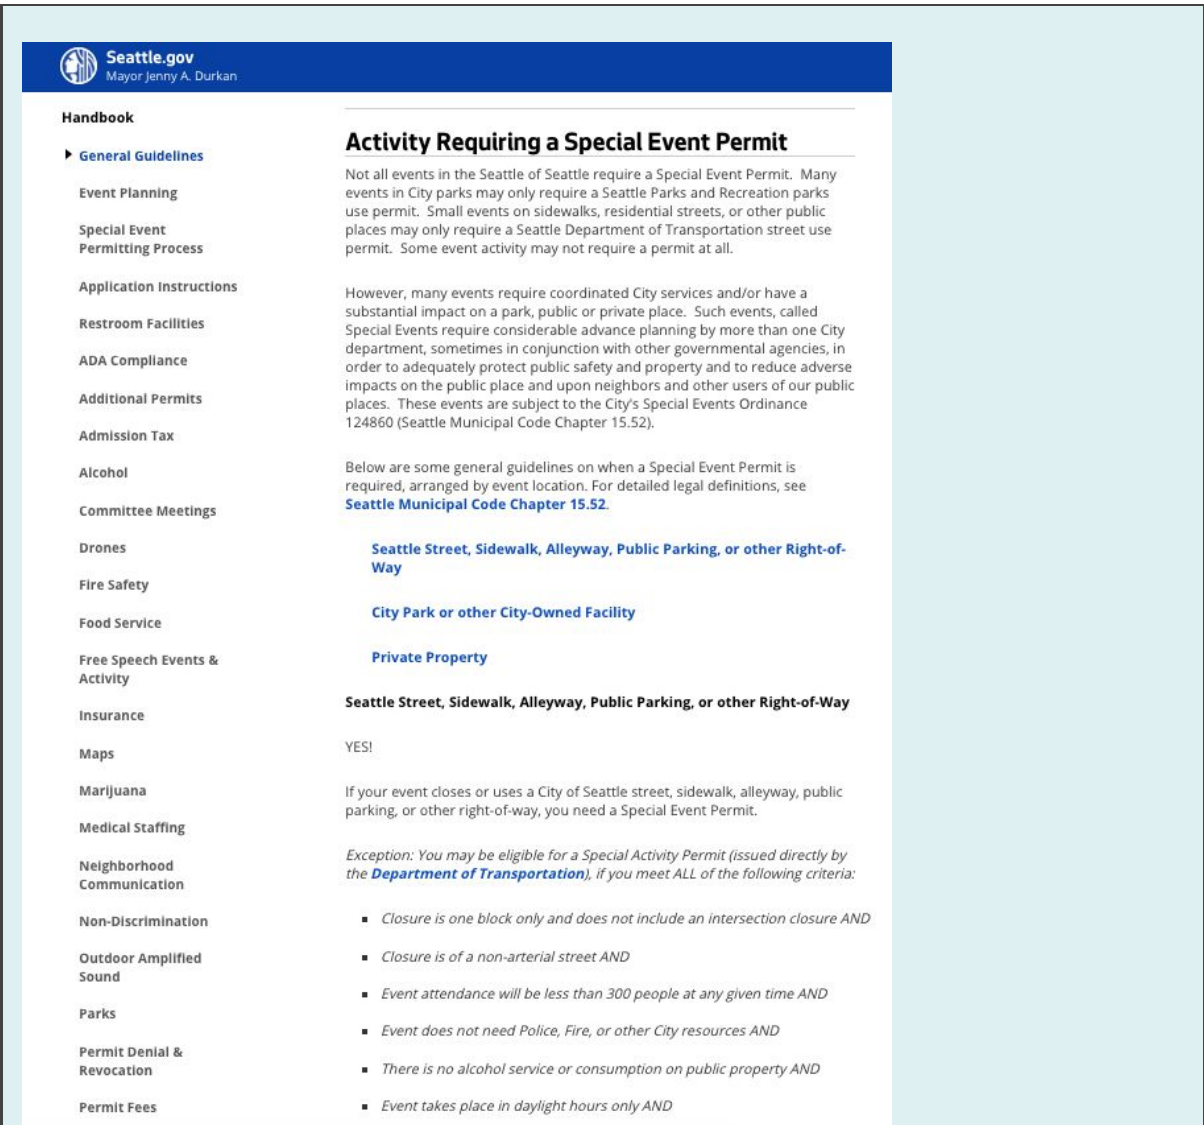 Seattle.gov
Mayor Jenny A. Durkan
Handbook
General Guidelines
Event Planning
Special Event
Permitting Process
Application Instructions
Restroom Facilities
ADA Compliance
Additional Permits
Admission Tax
Alcohol
Committee Meetings
Drones
Fire Safety
Food Service
Free Speech Events &
Activity
Insurance
Maps
Marijuana
Medical Staffing
Neighborhood
Communication
Non-Discrimination
Outdoor Amplified
Sound
Parks
Permit Denial &
Revocation
Permit Fees
Activity Requiring a Special Event Permit
Not all events in the Seattle of Seattle require a Special Event Permit. Many
events in City parks may only require a Seattle Parks and Recreation parks
use permit. Small events on sidewalks, residential streets, or other public
places may only require a Seattle Department of Transportation street use
permit. Some event activity may not require a permit at all.
However, many events require coordinated City services and/or have a
substantial impact on a park, public or private place. Such events, called
Special Events require considerable advance planning by more than one City
department, sometimes in conjunction with other governmental agencies, in
order to adequately protect public safety and property and to reduce adverse
impacts on the public place and upon neighbors and other users of our public
places. These events are subject to the City's Special Events Ordinance
124860 (Seattle Municipal Code Chapter 15.52).
Below are some general guidelines on when a Special Event Permit is
required, arranged by event location. For detailed legal definitions, see
Seattle Municipal Code Chapter 15.52.
Seattle Street, Sidewalk, Alleyway, Public Parking, or other Right-of-
Way
City Park or other City-Owned Facility
Private Property
Seattle Street, Sidewalk, Alleyway, Public Parking, or other Right-of-Way
YES!
If your event closes or uses a City of Seattle street, sidewalk, alleyway, public
parking, or other right-of-way, you need a Special Event Permit.
Exception: You may be eligible for a Special Activity Permit (issued directly by
the Department of Transportation), if you meet ALL of the following criteria:
▪ Closure is one block only and does not include an intersection closure AND
▪ Closure is of a non-arterial street AND
▪ Event attendance will be less than 300 people at any given time AND
▪ Event does not need Police, Fire, or other City resources AND
▪ There is no alcohol service or consumption on public property AND
▪ Event takes place in daylight hours only AND